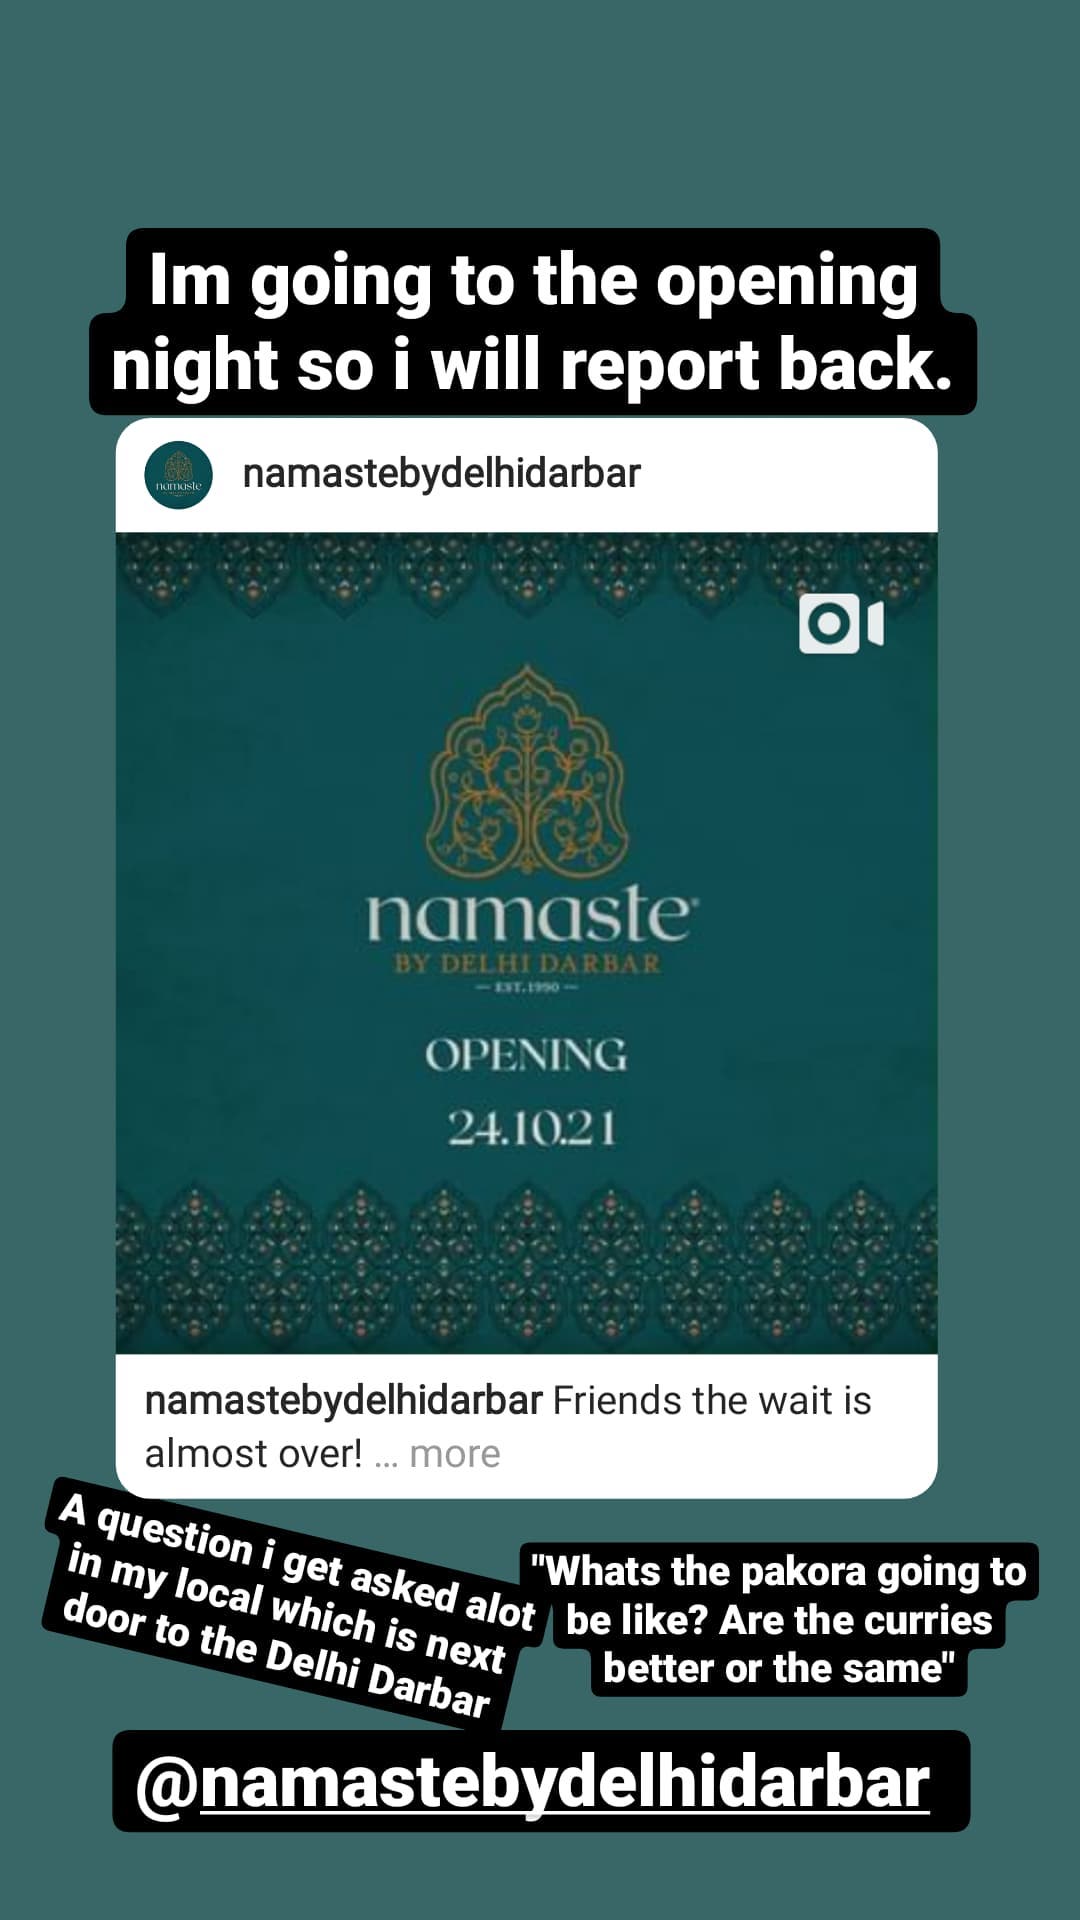 Im going to the opening
night so i will report back.
namaste
namastebydelhidarbar
namaste
BY DELHI DARBAR
— EST.1990 —
OPENING
24.10.21
namastebydelhidarbar Friends the wait is
almost over! ... more
A question i get asked alot
in my local which is next
door to the Delhi Darbar
"Whats the pakora going to
be like? Are the curries
better or the same"
@namastebydelhidarbar